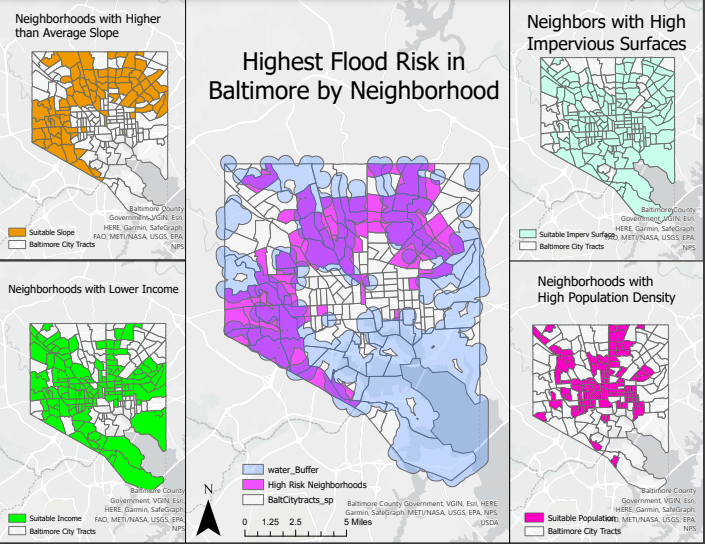 Neighborhoods with Higher
than Average Slope
Suitable Slope
Baltimore City Tracts
Baltimore County
Government, VGIN, Esri,
HERE, Garmin, SafeGraph,
FAO, METI/NASA, USGS, EPA,
NPS
Neighborhoods with Lower Income
Suitable Income
Baltimore City Tracts
Baltimore County
Government, VGIN, Esri,
HERE, Garmin, SafeGraph,
FAO, METI/NASA, USGS, EPA,
NPS
Highest Flood Risk in
Baltimore by Neighborhood
water_Buffer
High Risk Neighborhoods
BaltCitytracts_sp
N
0 1.25 2.5 5 Miles
Baltimore County Government, VGIN, Esri, HERE,
Garmin, SafeGraph, METI/NASA, USGS, EPA, NPS,
USDA
Neighbors with High
Impervious Surfaces
Suitable Imperv Surface
Baltimore City Tracts
Baltimore County
Government, VGIN, Esri,
HERE, Garmin, SafeGraph,
FAO, METI/NASA, USGS, EPA,
NPS
Neighborhoods with
High Population Density
Suitable Population
Baltimore City Tracts
Baltimore County
Government, VGIN, Esri,
HERE, Garmin, SafeGraph,
FAO, METI/NASA, USGS, EPA,
NPS